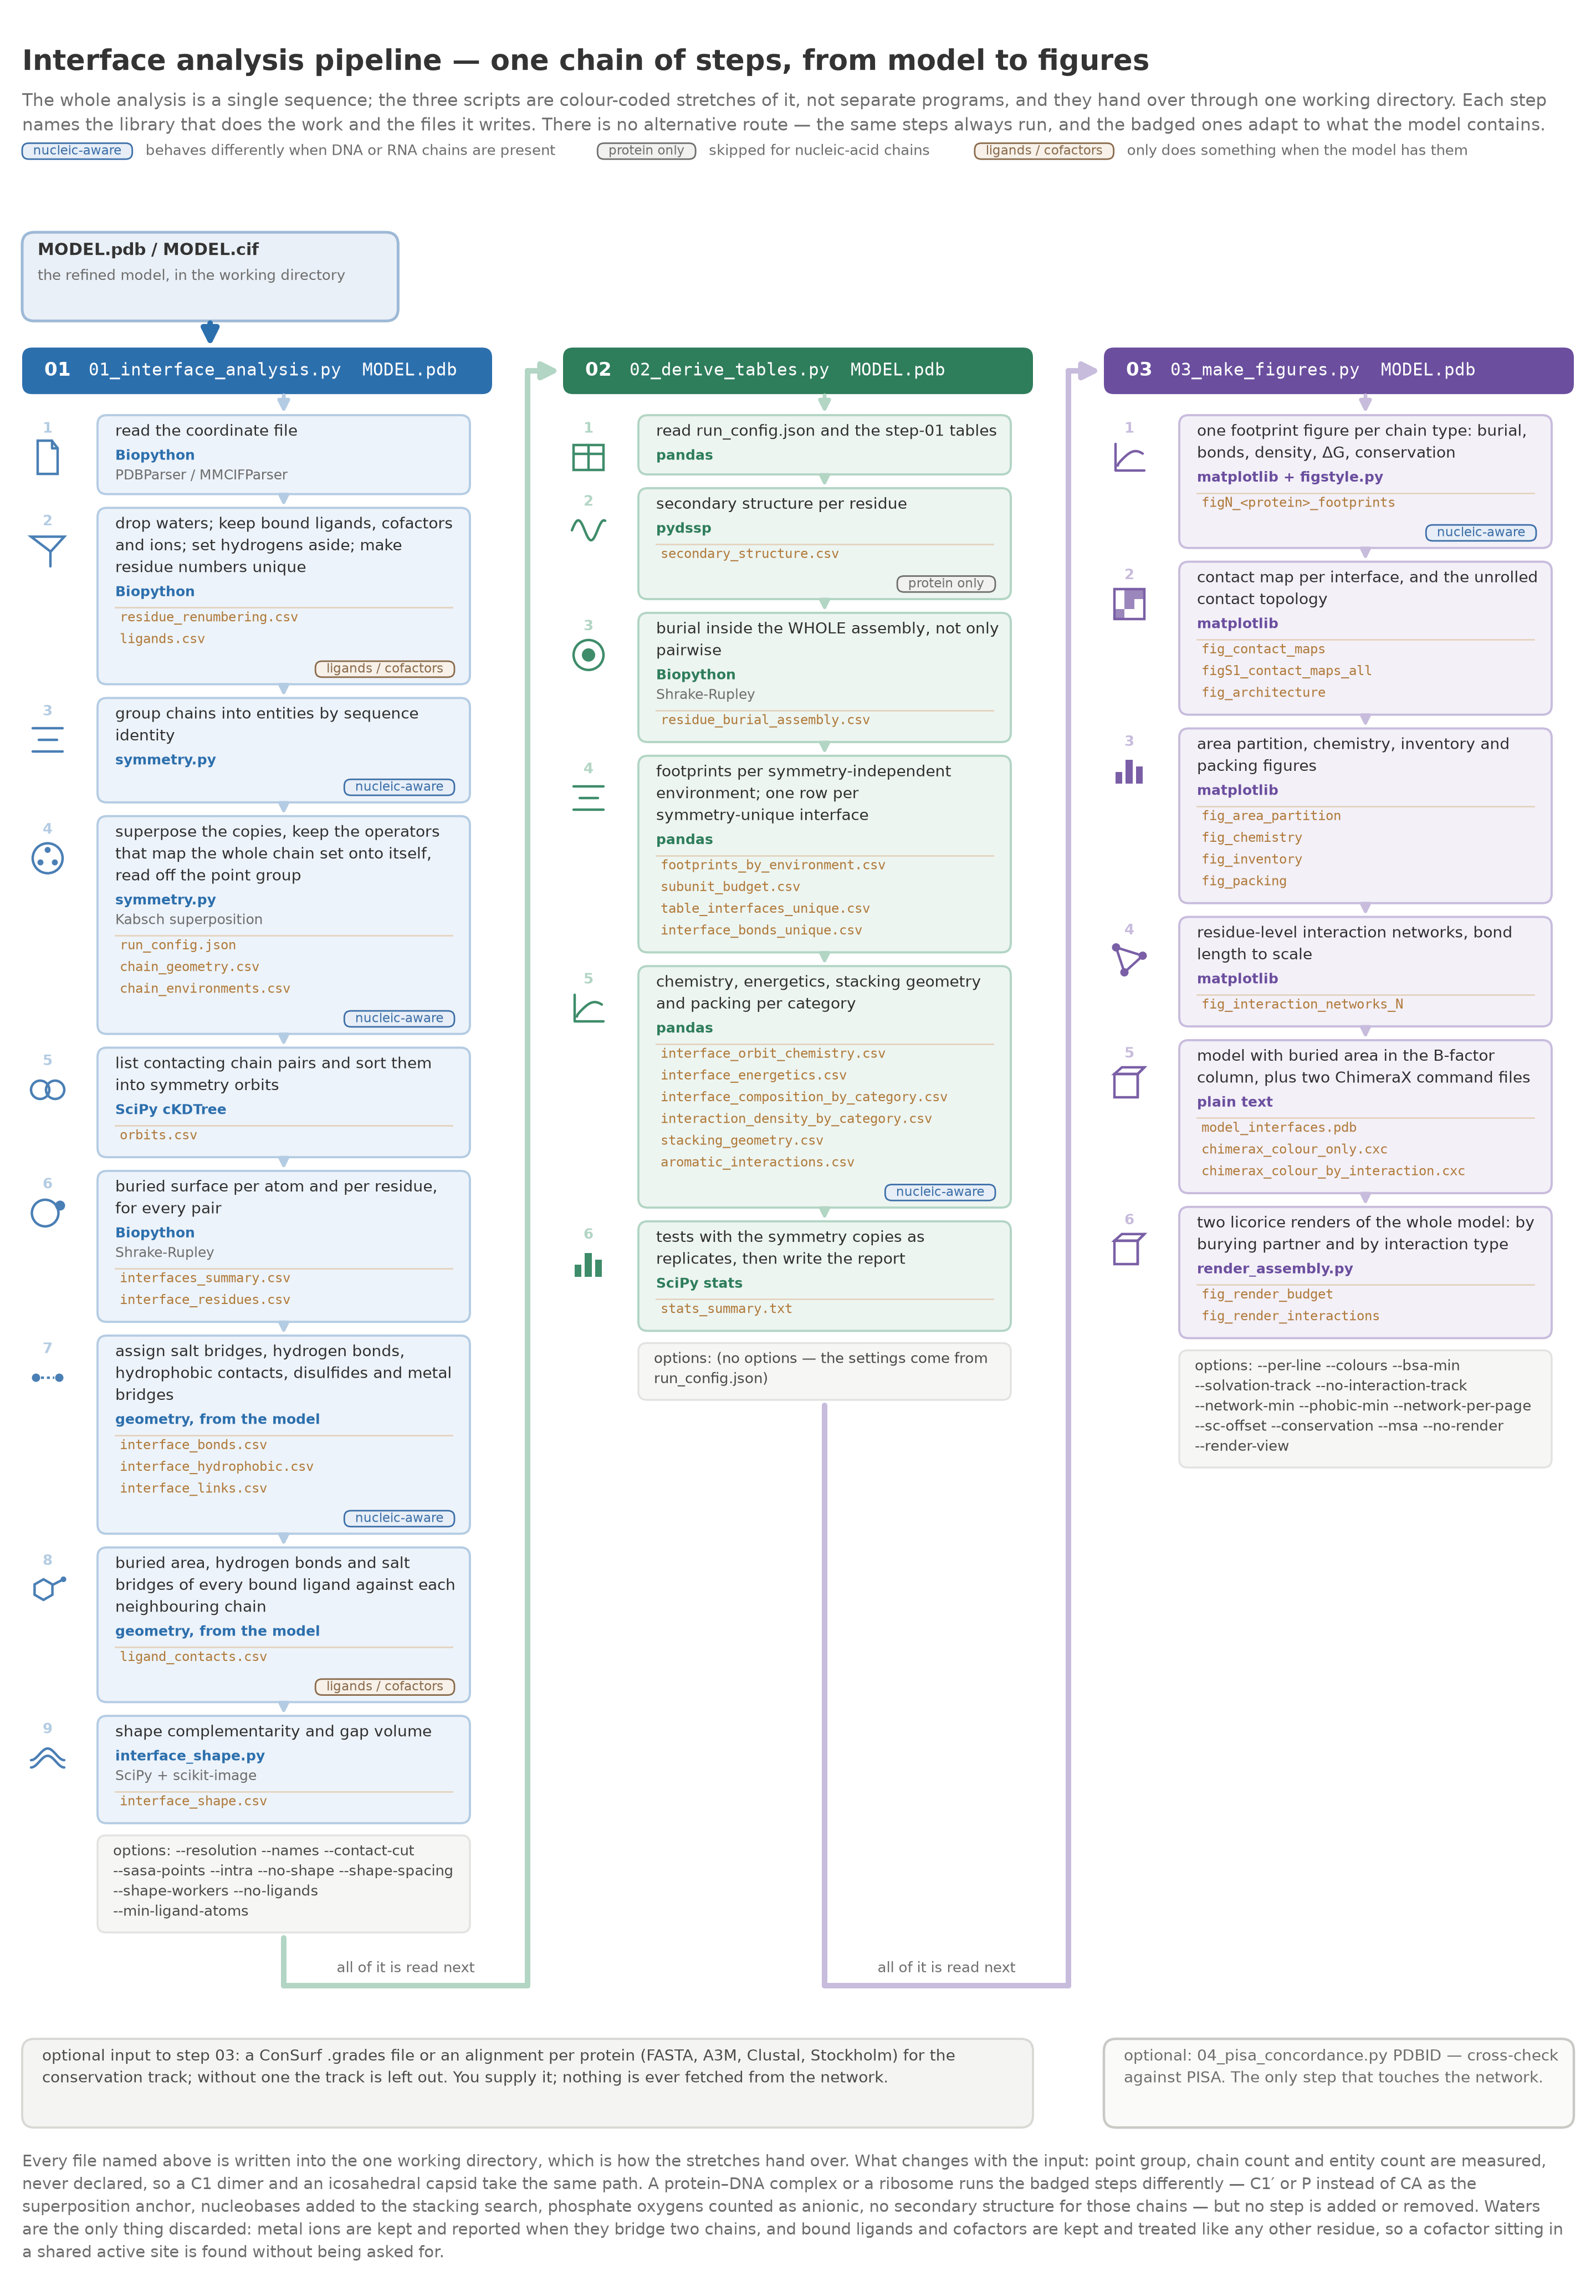 Interface analysis pipeline — one chain of steps, from model to figures
The whole analysis is a single sequence; the three scripts are colour-coded stretches of it, not separate programs, and they hand over through one working directory. Each step
names the library that does the work and the files it writes. There is no alternative route — the same steps always run, and the badged ones adapt to what the model contains.
nucleic-aware behaves differently when DNA or RNA chains are present protein only skipped for nucleic-acid chains ligands / cofactors only does something when the model has them
MODEL.pdb / MODEL.cif
the refined model, in the working directory
01 01_interface_analysis.py MODEL.pdb
1
read the coordinate file
Biopython
PDBParser / MMCIFParser
2
drop waters; keep bound ligands, cofactors
and ions; set hydrogens aside; make
residue numbers unique
Biopython
residue_renumbering.csv
ligands.csv
ligands / cofactors
3
group chains into entities by sequence
identity
symmetry.py
nucleic-aware
4
superpose the copies, keep the operators
that map the whole chain set onto itself,
read off the point group
symmetry.py
Kabsch superposition
run_config.json
chain_geometry.csv
chain_environments.csv
nucleic-aware
5
list contacting chain pairs and sort them
into symmetry orbits
SciPy cKDTree
orbits.csv
6
buried surface per atom and per residue,
for every pair
Biopython
Shrake-Rupley
interfaces_summary.csv
interface_residues.csv
7
assign salt bridges, hydrogen bonds,
hydrophobic contacts, disulfides and metal
bridges
geometry, from the model
interface_bonds.csv
interface_hydrophobic.csv
interface_links.csv
nucleic-aware
8
buried area, hydrogen bonds and salt
bridges of every bound ligand against each
neighbouring chain
geometry, from the model
ligand_contacts.csv
ligands / cofactors
9
shape complementarity and gap volume
interface_shape.py
SciPy + scikit-image
interface_shape.csv
options: --resolution --names --contact-cut
--sasa-points --intra --no-shape --shape-spacing
--shape-workers --no-ligands
--min-ligand-atoms
all of it is read next
02 02_derive_tables.py MODEL.pdb
1
read run_config.json and the step-01 tables
pandas
2
secondary structure per residue
pydssp
secondary_structure.csv
protein only
3
burial inside the WHOLE assembly, not only
pairwise
Biopython
Shrake-Rupley
residue_burial_assembly.csv
4
footprints per symmetry-independent
environment; one row per
symmetry-unique interface
pandas
footprints_by_environment.csv
subunit_budget.csv
table_interfaces_unique.csv
interface_bonds_unique.csv
5
chemistry, energetics, stacking geometry
and packing per category
pandas
interface_orbit_chemistry.csv
interface_energetics.csv
interface_composition_by_category.csv
interaction_density_by_category.csv
stacking_geometry.csv
aromatic_interactions.csv
nucleic-aware
6
tests with the symmetry copies as
replicates, then write the report
SciPy stats
stats_summary.txt
options: (no options — the settings come from
run_config.json)
all of it is read next
03 03_make_figures.py MODEL.pdb
1
one footprint figure per chain type: burial,
bonds, density, ΔG, conservation
matplotlib + figstyle.py
figN_<protein>_footprints
nucleic-aware
2
contact map per interface, and the unrolled
contact topology
matplotlib
fig_contact_maps
figS1_contact_maps_all
fig_architecture
3
area partition, chemistry, inventory and
packing figures
matplotlib
fig_area_partition
fig_chemistry
fig_inventory
fig_packing
4
residue-level interaction networks, bond
length to scale
matplotlib
fig_interaction_networks_N
5
model with buried area in the B-factor
column, plus two ChimeraX command files
plain text
model_interfaces.pdb
chimerax_colour_only.cxc
chimerax_colour_by_interaction.cxc
6
two licorice renders of the whole model: by
burying partner and by interaction type
render_assembly.py
fig_render_budget
fig_render_interactions
options: --per-line --colours --bsa-min
--solvation-track --no-interaction-track
--network-min --phobic-min --network-per-page
--sc-offset --conservation --msa --no-render
--render-view
optional input to step 03: a ConSurf .grades file or an alignment per protein (FASTA, A3M, Clustal, Stockholm) for the
conservation track; without one the track is left out. You supply it; nothing is ever fetched from the network.
optional: 04_pisa_concordance.py PDBID — cross-check
against PISA. The only step that touches the network.
Every file named above is written into the one working directory, which is how the stretches hand over. What changes with the input: point group, chain count and entity count are measured,
never declared, so a C1 dimer and an icosahedral capsid take the same path. A protein–DNA complex or a ribosome runs the badged steps differently — C1′ or P instead of CA as the
superposition anchor, nucleobases added to the stacking search, phosphate oxygens counted as anionic, no secondary structure for those chains — but no step is added or removed. Waters
are the only thing discarded: metal ions are kept and reported when they bridge two chains, and bound ligands and cofactors are kept and treated like any other residue, so a cofactor sitting in
a shared active site is found without being asked for.